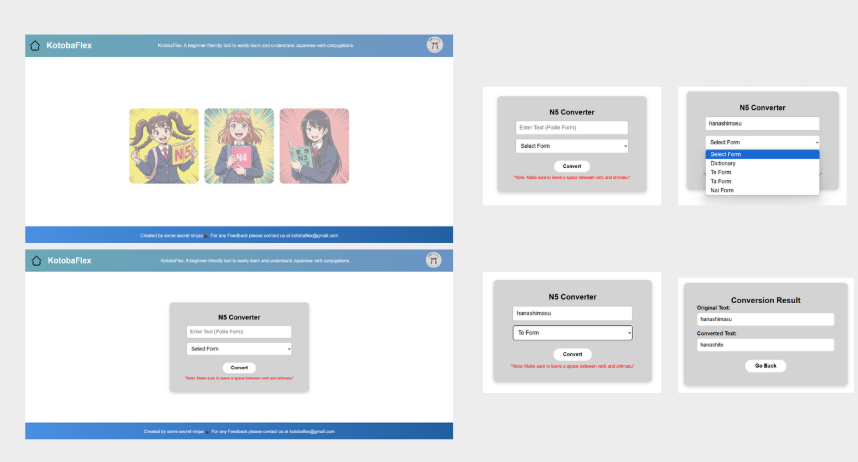 KotobaFlex
KotobaFlex: A beginner-friendly tool to easily learn and understand Japanese verb conjugations.
N5
N4
N3
Created by some secret ninjas For any Feedback please contact us at kotobaflex@gmail.com
KotobaFlex
KotobaFlex: A beginner-friendly tool to easily learn and understand Japanese verb conjugations.
N5 Converter
Enter Text (Polite Form)
Select Form
Convert
*Note: Make sure to leave a space between verb and shimasu*
Created by some secret ninjas For any Feedback please contact us at kotobaflex@gmail.com
N5 Converter
Enter Text (Polite Form)
Select Form
Convert
*Note: Make sure to leave a space between verb and shimasu*
N5 Converter
hanashimasu
Select Form
Select Form
Dictionary
Te Form
Ta Form
Nai Form
N5 Converter
hanashimasu
Te Form
Convert
*Note: Make sure to leave a space between verb and shimasu*
Conversion Result
Original Text:
hanashimasu
Converted Text:
hanashite
Go Back